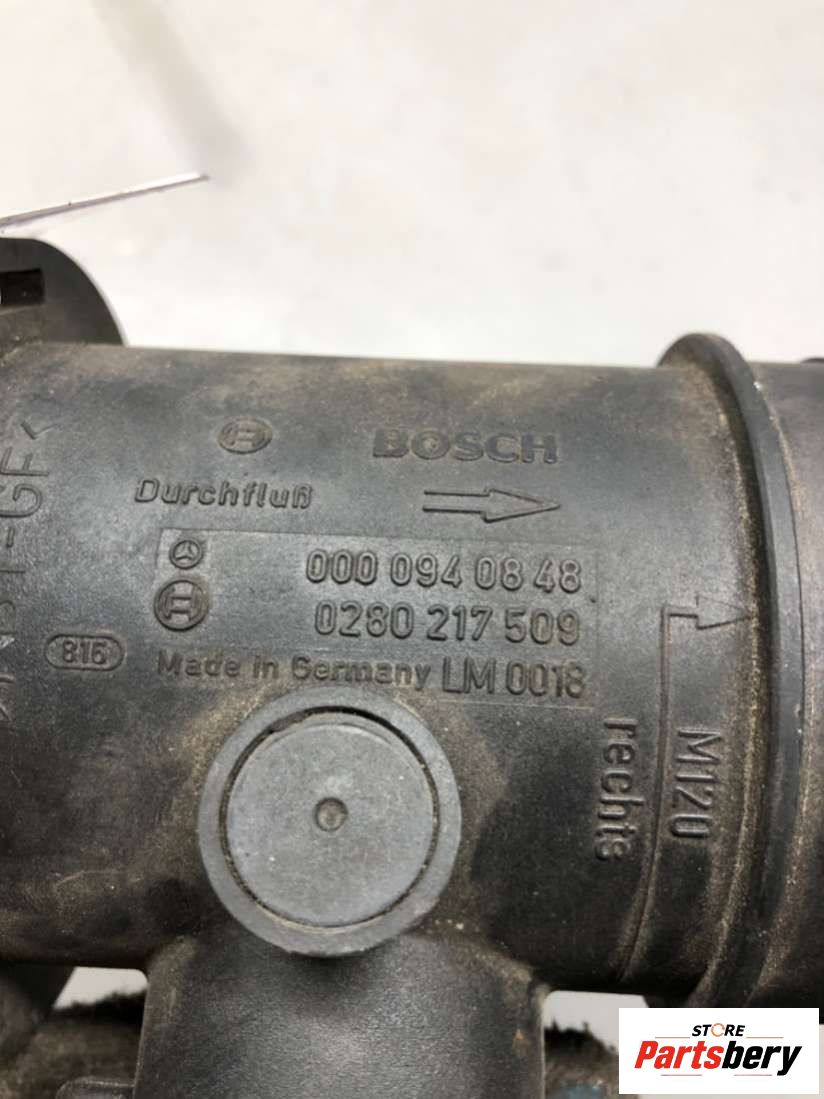 BOSCH
Durchfluß
000 094 08 48
0280 217 509
Made in Germany LM 0018
816
rechts
M120
STORE
Partsbery